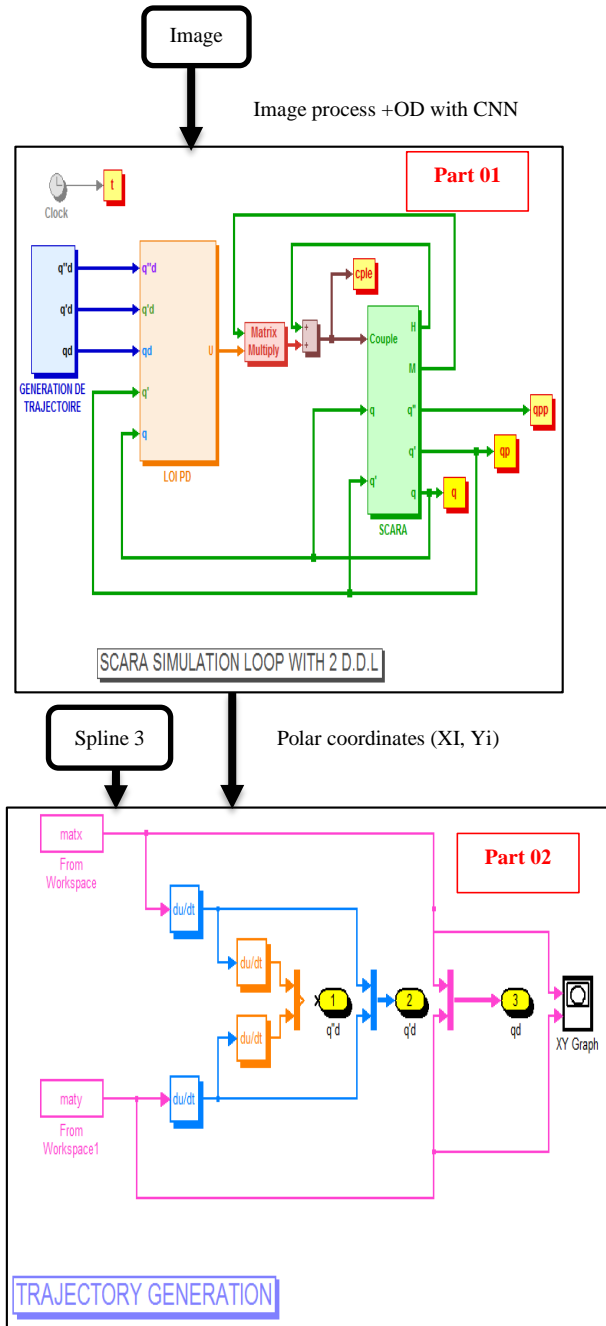 Image
Image process +OD with CNN
Part 01
t
Clock
q"d
q'd
qd
GENERATION DE
TRAJECTOIRE
q"d
q'd
qd
q'
q
U
LOI PD
Matrix
Multiply
+
+
cple
Couple
q
q'
H
M
q"
q'
q
SCARA
qpp
qp
q
SCARA SIMULATION LOOP WITH 2 D.D.L
Spline 3
Polar coordinates (XI, Yi)
Part 02
matx
From
Workspace
du/dt
du/dt
1
q"d
2
q'd
3
qd
XY Graph
du/dt
du/dt
maty
From
Workspace1
TRAJECTORY GENERATION